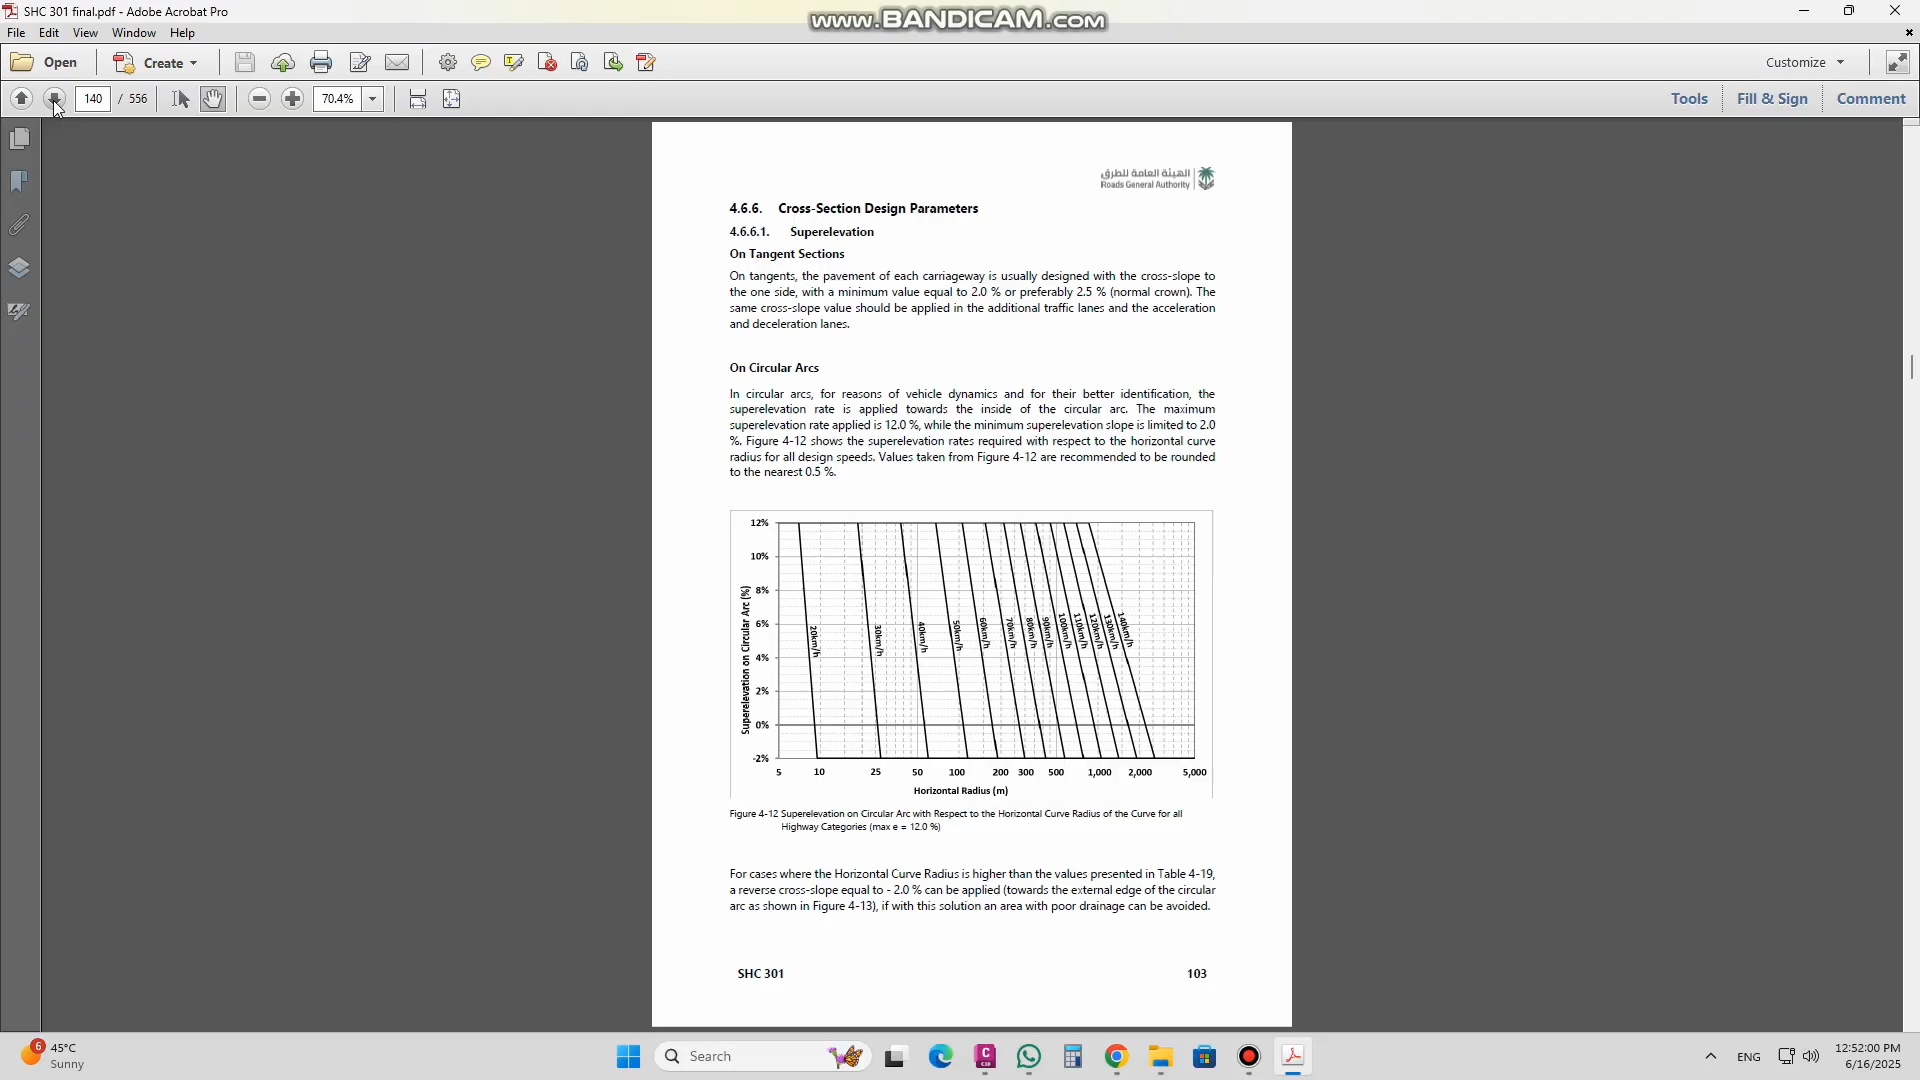 SHC 301 final.pdf - Adobe Acrobat Pro
www.BANDICAM.com
File Edit View Window Help
Open Create Customize
140 / 556 70.4% Tools Fill & Sign Comment
الهيئة العامة للطرق
Roads General Authority
4.6.6. Cross-Section Design Parameters
4.6.6.1. Superelevation
On Tangent Sections
On tangents, the pavement of each carriageway is usually designed with the cross-slope to
the one side, with a minimum value equal to 2.0 % or preferably 2.5 % (normal crown). The
same cross-slope value should be applied in the additional traffic lanes and the acceleration
and deceleration lanes.
On Circular Arcs
In circular arcs, for reasons of vehicle dynamics and for their better identification, the
superelevation rate is applied towards the inside of the circular arc. The maximum
superelevation rate applied is 12.0 %, while the minimum superelevation slope is limited to 2.0
%. Figure 4-12 shows the superelevation rates required with respect to the horizontal curve
radius for all design speeds. Values taken from Figure 4-12 are recommended to be rounded
to the nearest 0.5 %.
Superelevation on Circular Arc (%)
12%
10%
8%
6%
4%
2%
0%
-2%
20km/h 30km/h 40km/h 50km/h 60km/h 70km/h 80km/h 90km/h 100km/h 110km/h 120km/h 130km/h 140km/h
5 10 25 50 100 200 300 500 1,000 2,000 5,000
Horizontal Radius (m)
Figure 4-12 Superelevation on Circular Arc with Respect to the Horizontal Curve Radius of the Curve for all
Highway Categories (max e = 12.0 %)
For cases where the Horizontal Curve Radius is higher than the values presented in Table 4-19,
a reverse cross-slope equal to - 2.0 % can be applied (towards the external edge of the circular
arc as shown in Figure 4-13), if with this solution an area with poor drainage can be avoided.
SHC 301 103
6
45°C
Sunny
Search
ENG
12:52:00 PM
6/16/2025